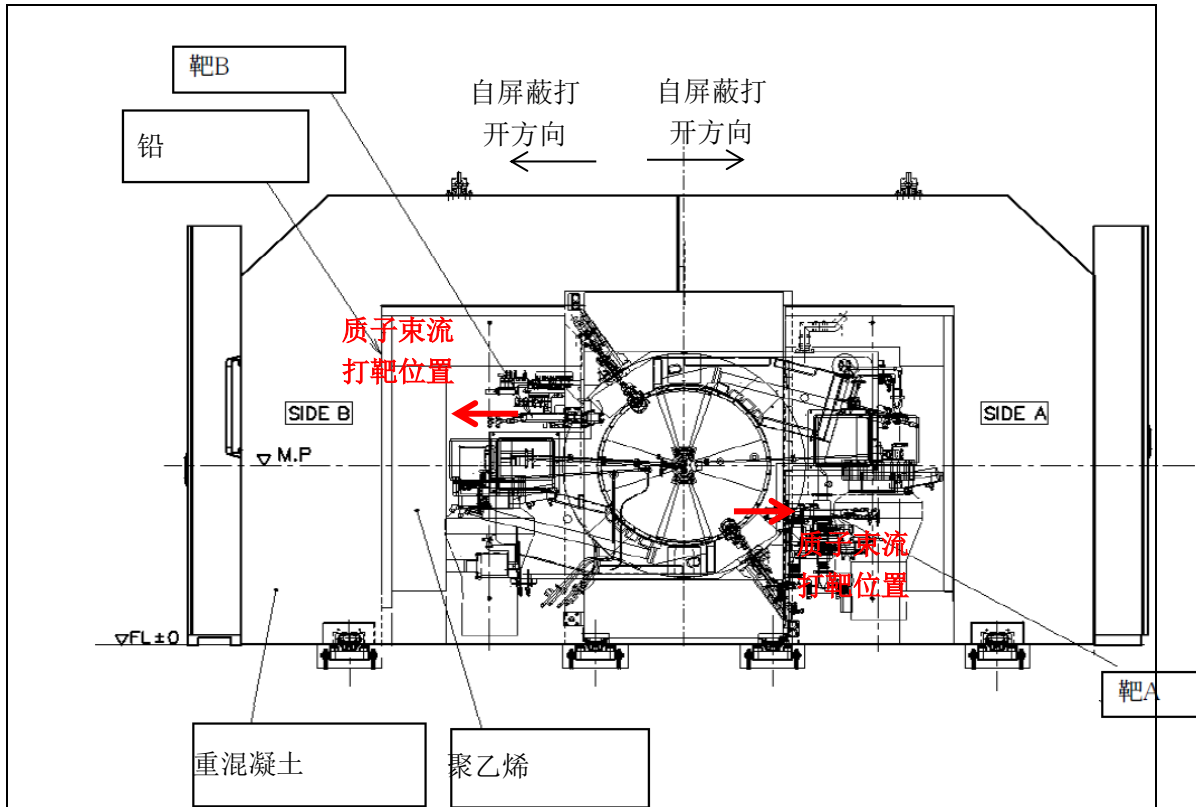 靶B
自屏蔽打
开方向
自屏蔽打
开方向
铅
质子束流
打靶位置
SIDE B
SIDE A
M.P
质子束流
打靶位置
FL±0
靶A
重混凝土
聚乙烯